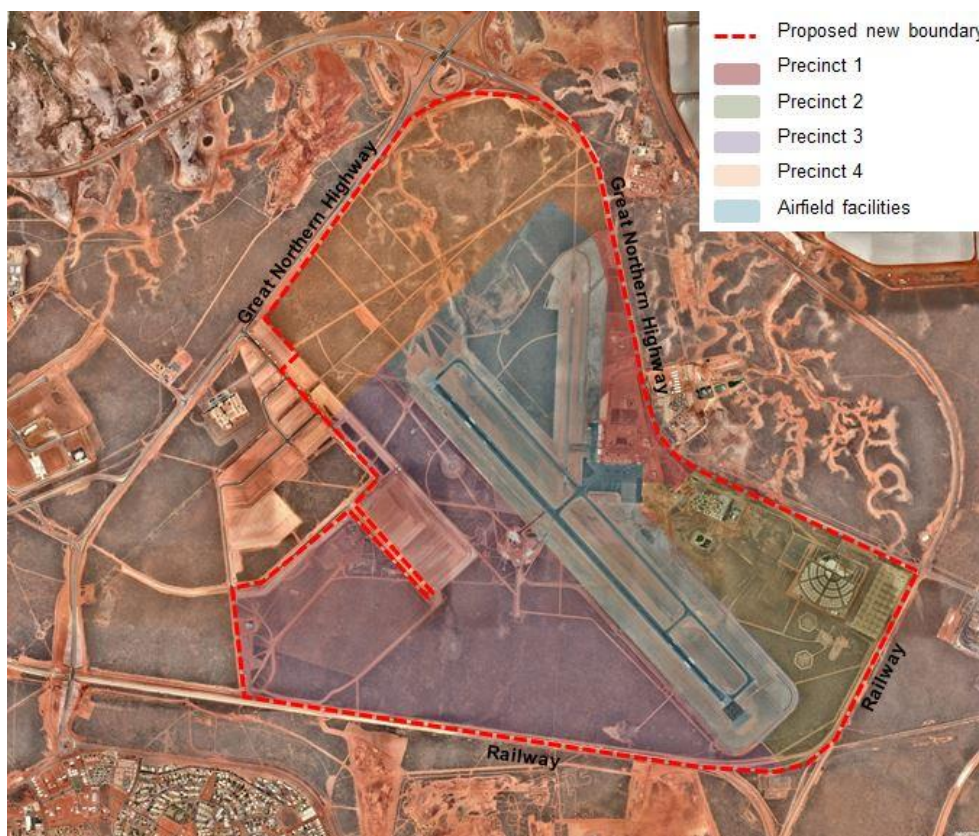 Proposed new boundary
Precinct 1
Precinct 2
Precinct 3
Precinct 4
Airfield facilities
Great Northern Highway
Great Northern Highway
Railway
Railway